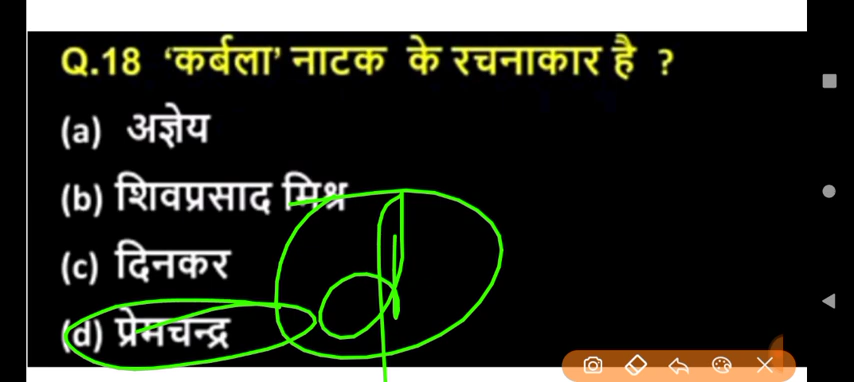 Q.18 ‘कर्बला’ नाटक के रचनाकार है ?
(a) अज्ञेय
(b) शिवप्रसाद मिश्र
(c) दिनकर
(d) प्रेमचन्द्र
d